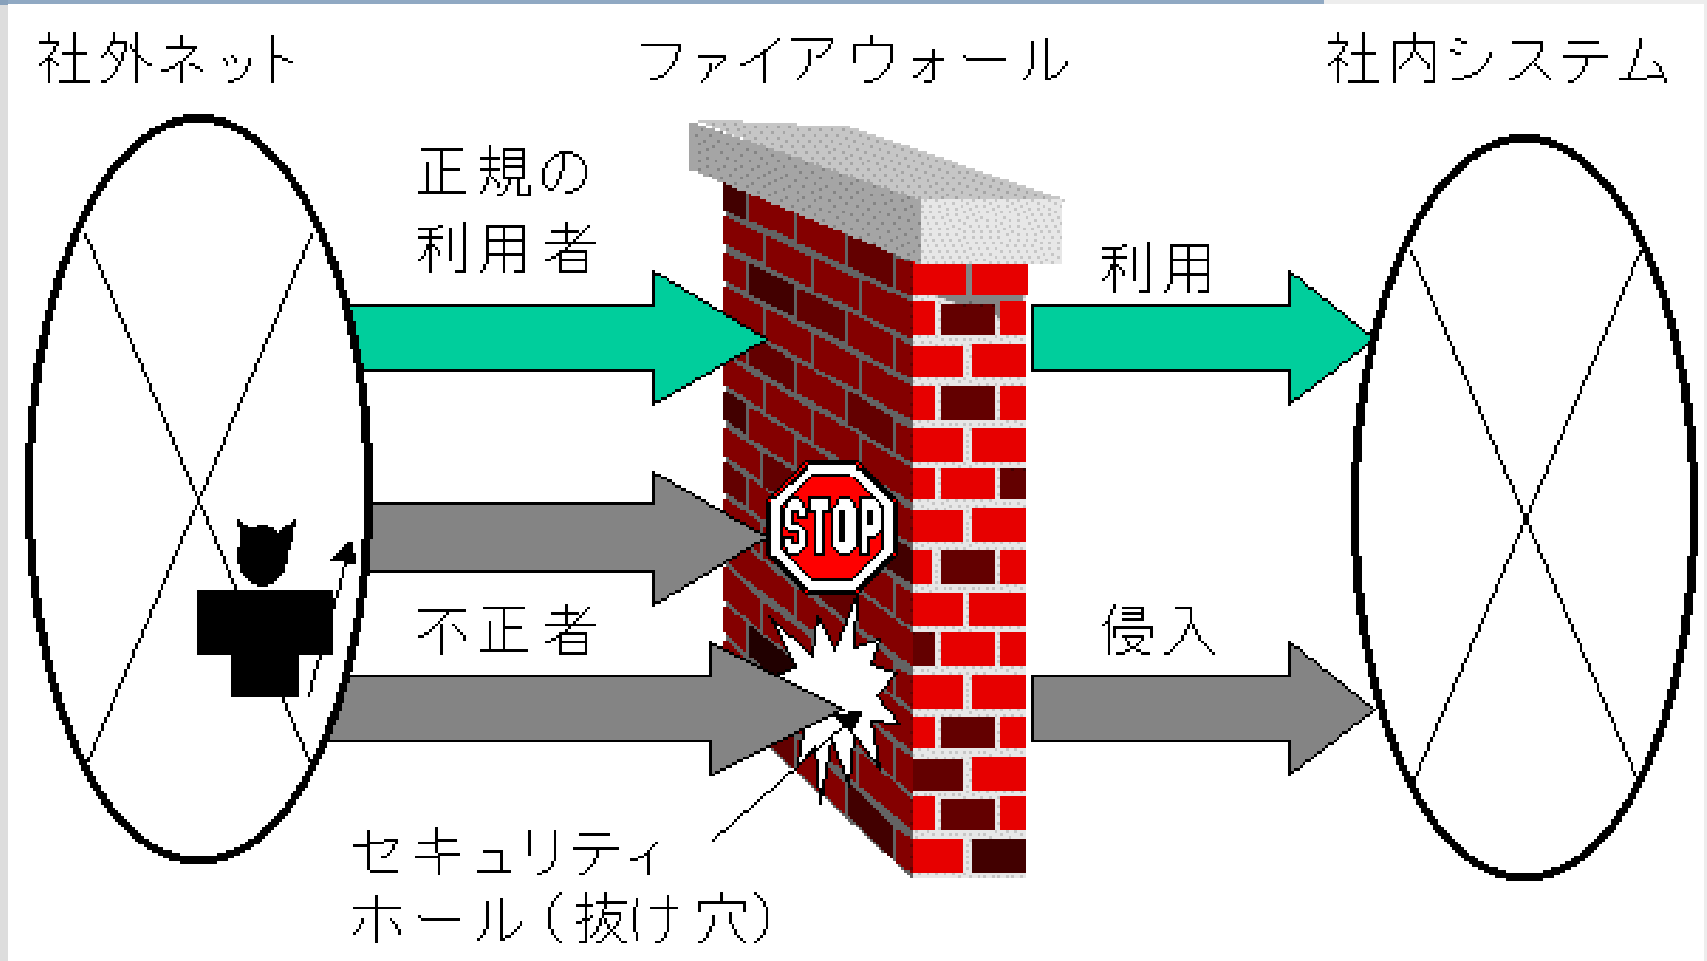 社外ネット
ファイアウォール
社内システム
正規の
利用者
利用
STOP
不正者
侵入
セキュリティ
ホール(抜け穴)